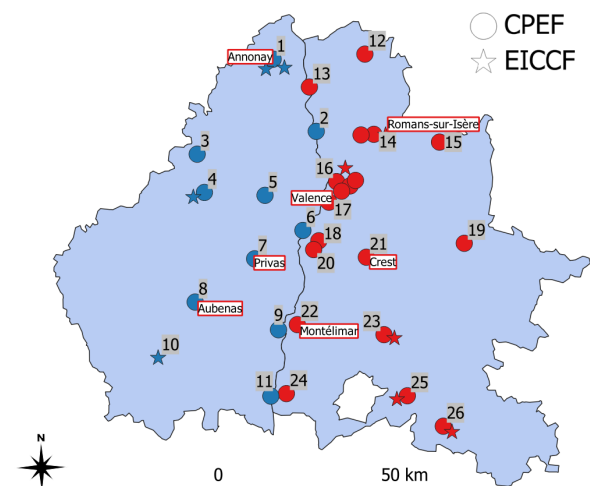 CPEF
EICCF
1
12
Annonay
13
2
Romans-sur-Isère
14
15
3
16
4
5
Valence
17
6
18
19
7
20
21
Privas
Crest
8
Aubenas
9
22
Montélimar
23
10
11
24
25
26
N
0
50 km